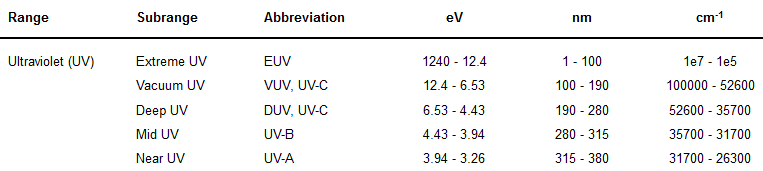 Range Subrange Abbreviation eV nm cm-1
Ultraviolet (UV) Extreme UV EUV 1240 - 12.4 1 - 100 1e7 - 1e5
Vacuum UV VUV, UV-C 12.4 - 6.53 100 - 190 100000 - 52600
Deep UV DUV, UV-C 6.53 - 4.43 190 - 280 52600 - 35700
Mid UV UV-B 4.43 - 3.94 280 - 315 35700 - 31700
Near UV UV-A 3.94 - 3.26 315 - 380 31700 - 26300